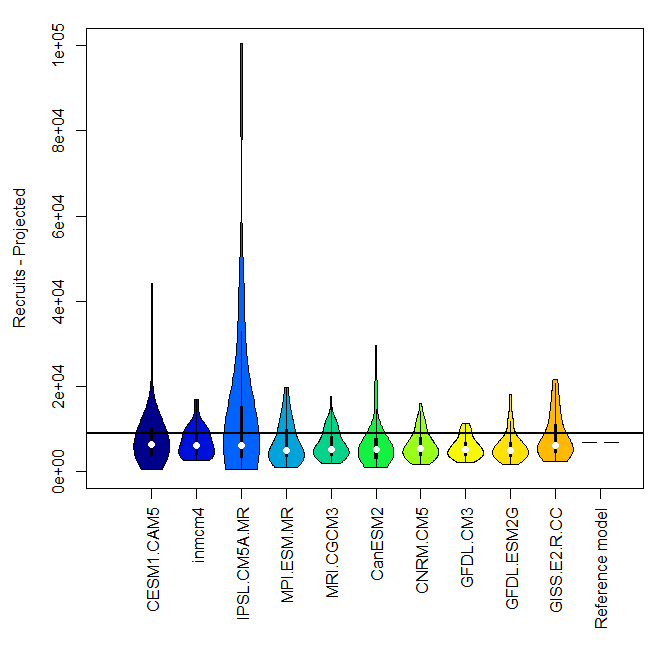 Recruits - Projected
1e+05
8e+04
6e+04
4e+04
2e+04
0e+00
CESM1.CAM5
inmcm4
IPSL.CM5A.MR
MPI.ESM.MR
MRI.CGCM3
CanESM2
CNRM.CM5
GFDL.CM3
GFDL.ESM2G
GISS.E2.R.CC
Reference model